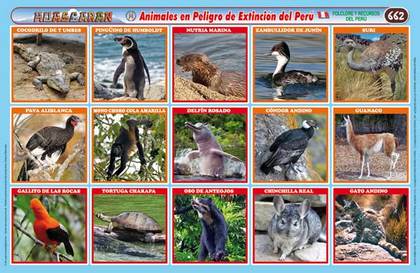 HUASCARAN
Animales en Peligro de Extinción del Perú
FOLCLORE Y RECURSOS
DEL PERÚ
662
COCODRILO DE TUMBES
PINGÜINO DE HUMBOLDT
NUTRIA MARINA
ZAMBULLIDOR DE JUNÍN
SURI
PAVA ALIBLANCA
MONO CHORO COLA AMARILLA
DELFÍN ROSADO
CÓNDOR ANDINO
GUANACO
GALLITO DE LAS ROCAS
TORTUGA CHARAPA
OSO DE ANTEOJOS
CHINCHILLA REAL
GATO ANDINO